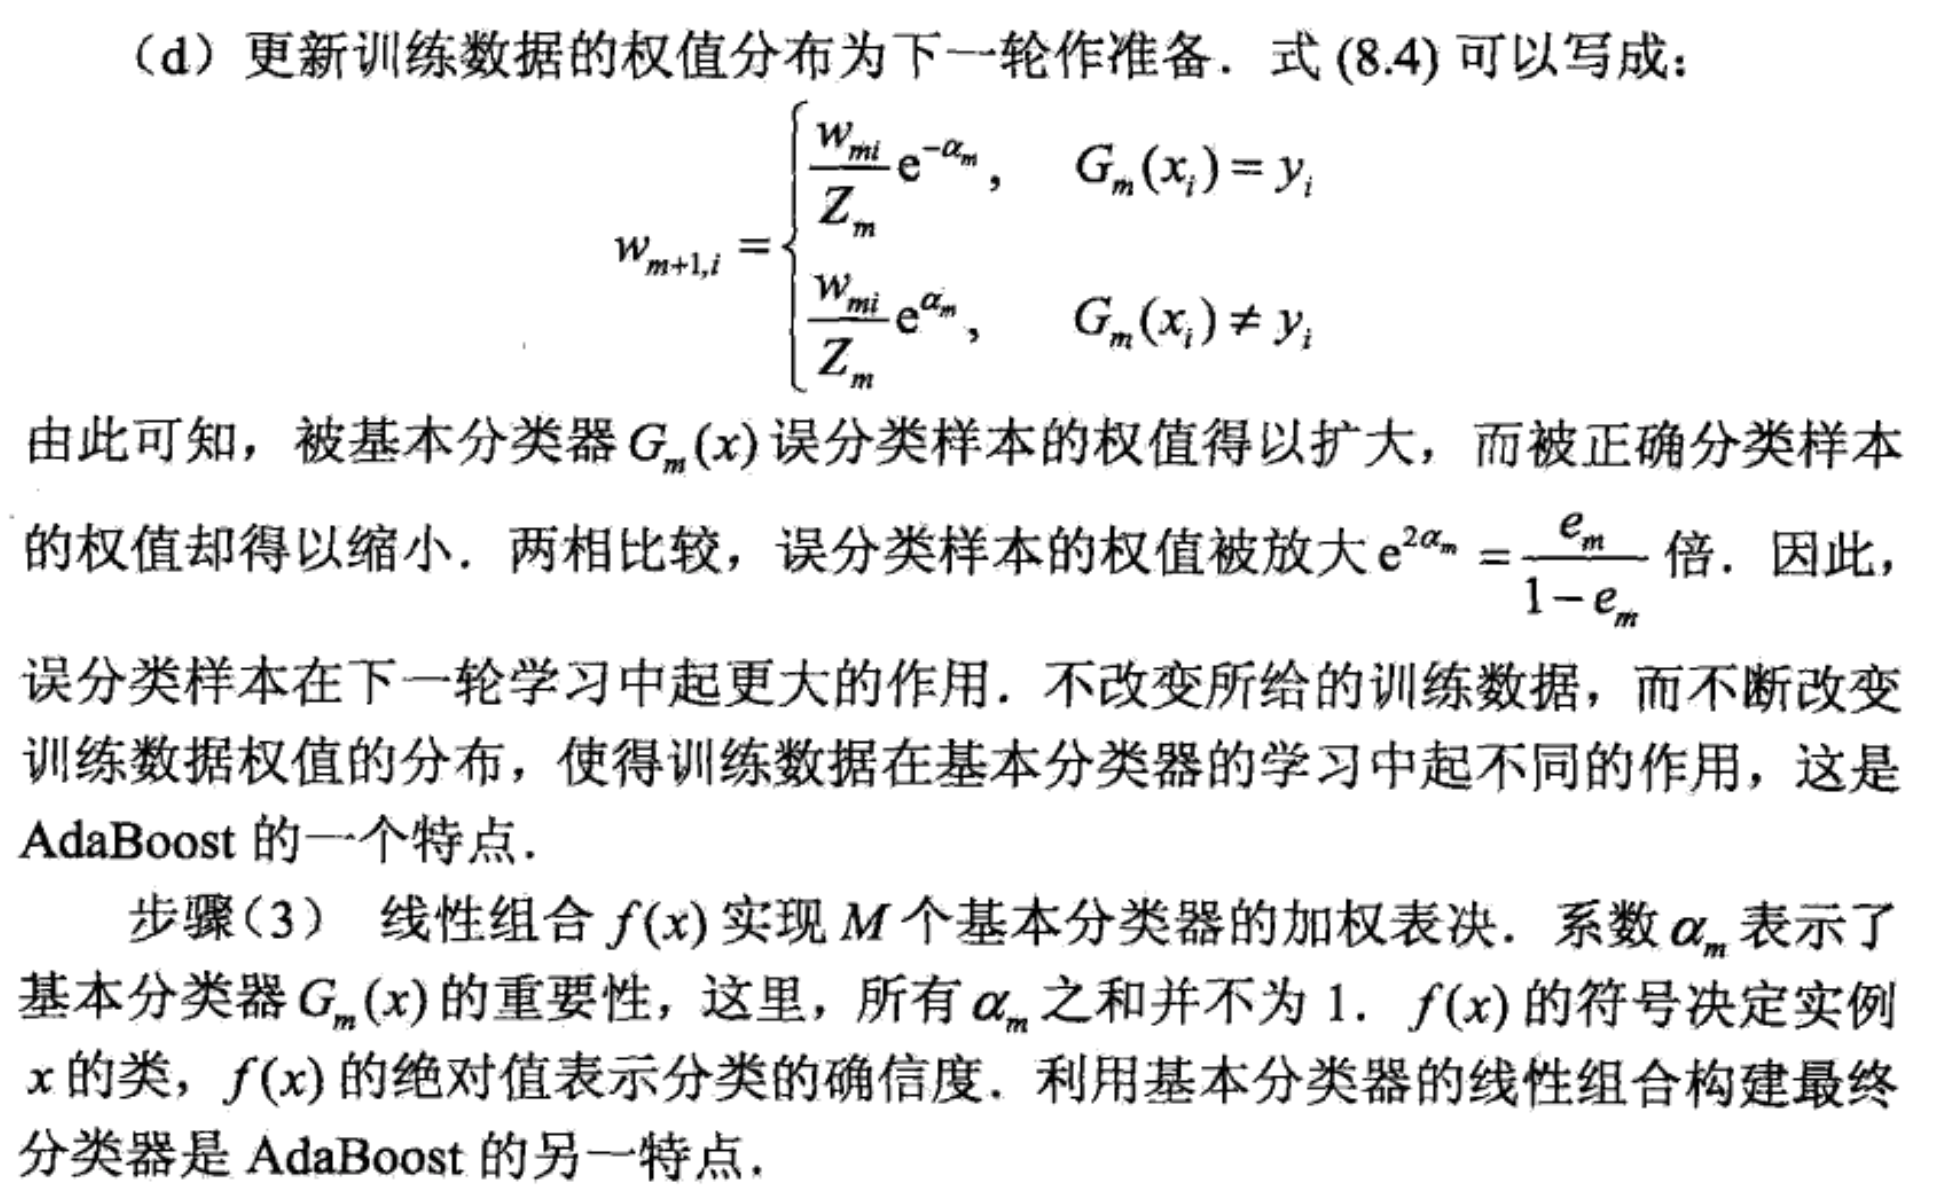 （d）更新训练数据的权值分布为下一轮作准备．式 (8.4) 可以写成：
w_{m+1,i} = { \frac{w_{mi}}{Z_m} e^{-α_m}, G_m(x_i) = y_i
\frac{w_{mi}}{Z_m} e^{α_m}, G_m(x_i) ≠ y_i
由此可知，被基本分类器 G_m(x) 误分类样本的权值得以扩大，而被正确分类样本
的权值却得以缩小．两相比较，误分类样本的权值被放大 e^{2α_m} = \frac{e_m}{1-e_m} 倍．因此，
误分类样本在下一轮学习中起更大的作用．不改变所给的训练数据，而不断改变
训练数据权值的分布，使得训练数据在基本分类器的学习中起不同的作用，这是
AdaBoost 的一个特点．
步骤（3） 线性组合 f(x) 实现 M 个基本分类器的加权表决．系数 α_m 表示了
基本分类器 G_m(x) 的重要性，这里，所有 α_m 之和并不为 1．f(x) 的符号决定实例
x 的类，f(x) 的绝对值表示分类的确信度．利用基本分类器的线性组合构建最终
分类器是 AdaBoost 的另一特点．